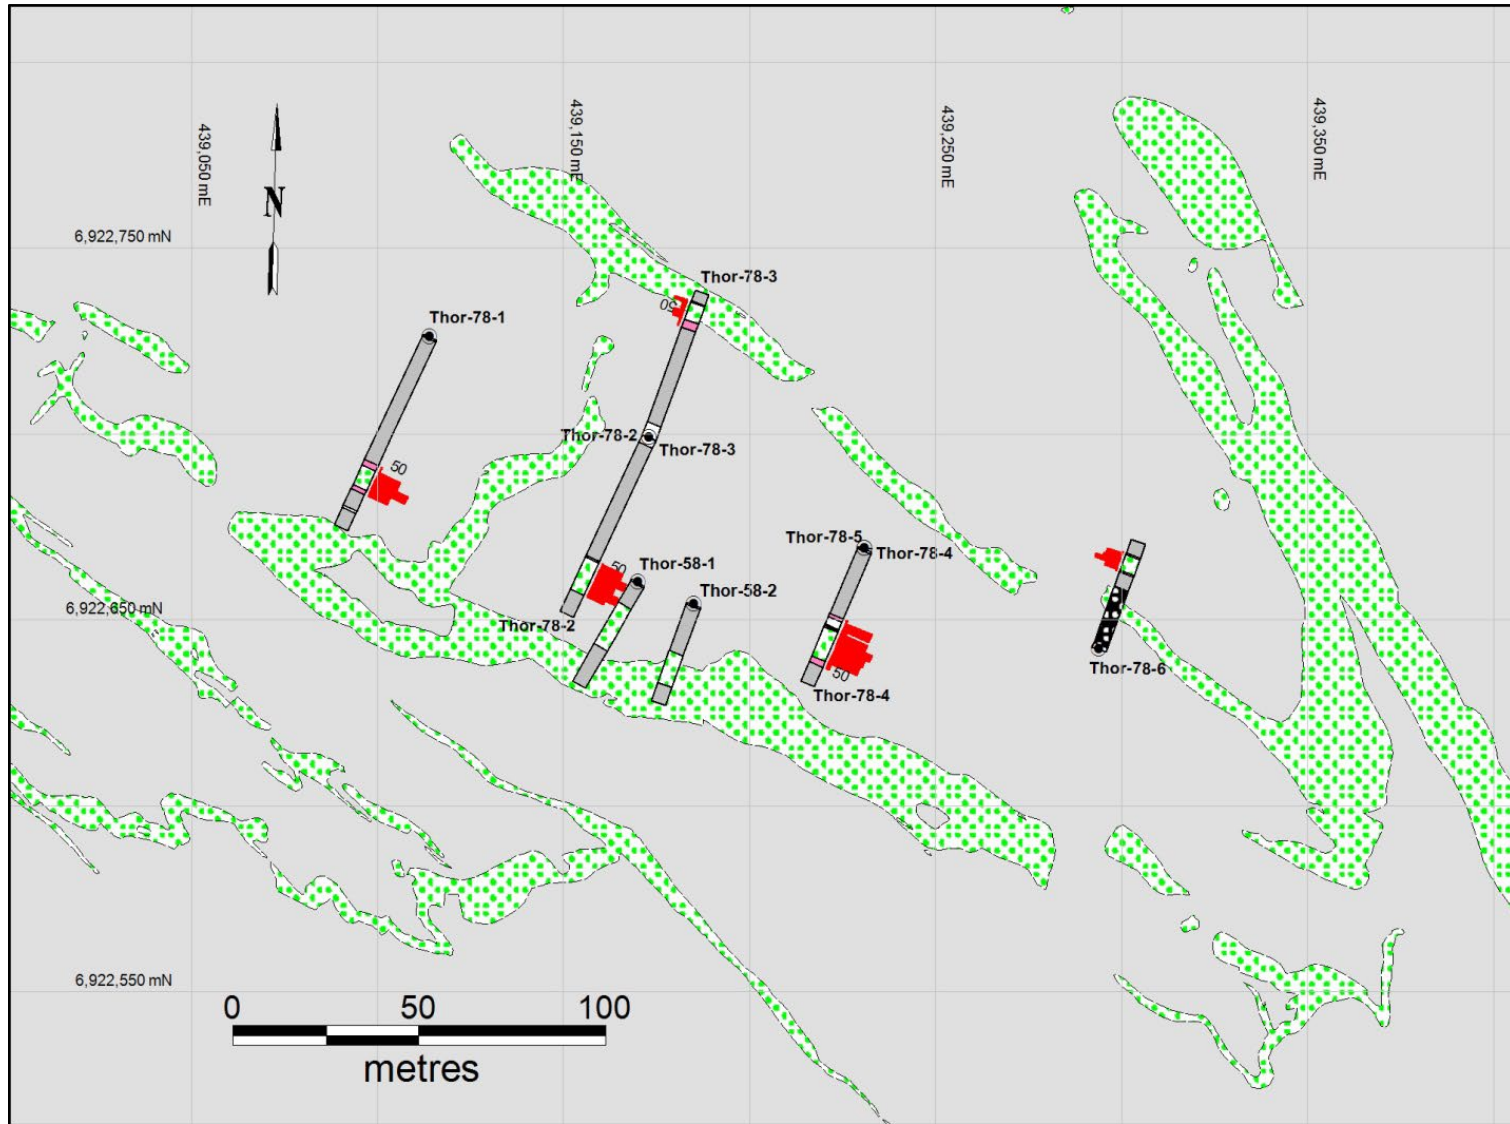 439,050 mE
439,150 mE
439,250 mE
439,350 mE
N
6,922,750 mN
Thor-78-3
50
Thor-78-1
Thor-78-2
Thor-78-3
50
Thor-78-5
Thor-78-4
50
Thor-58-1
Thor-58-2
6,922,650 mN
Thor-78-2
Thor-78-6
50
Thor-78-4
6,922,550 mN
0 50 100
metres